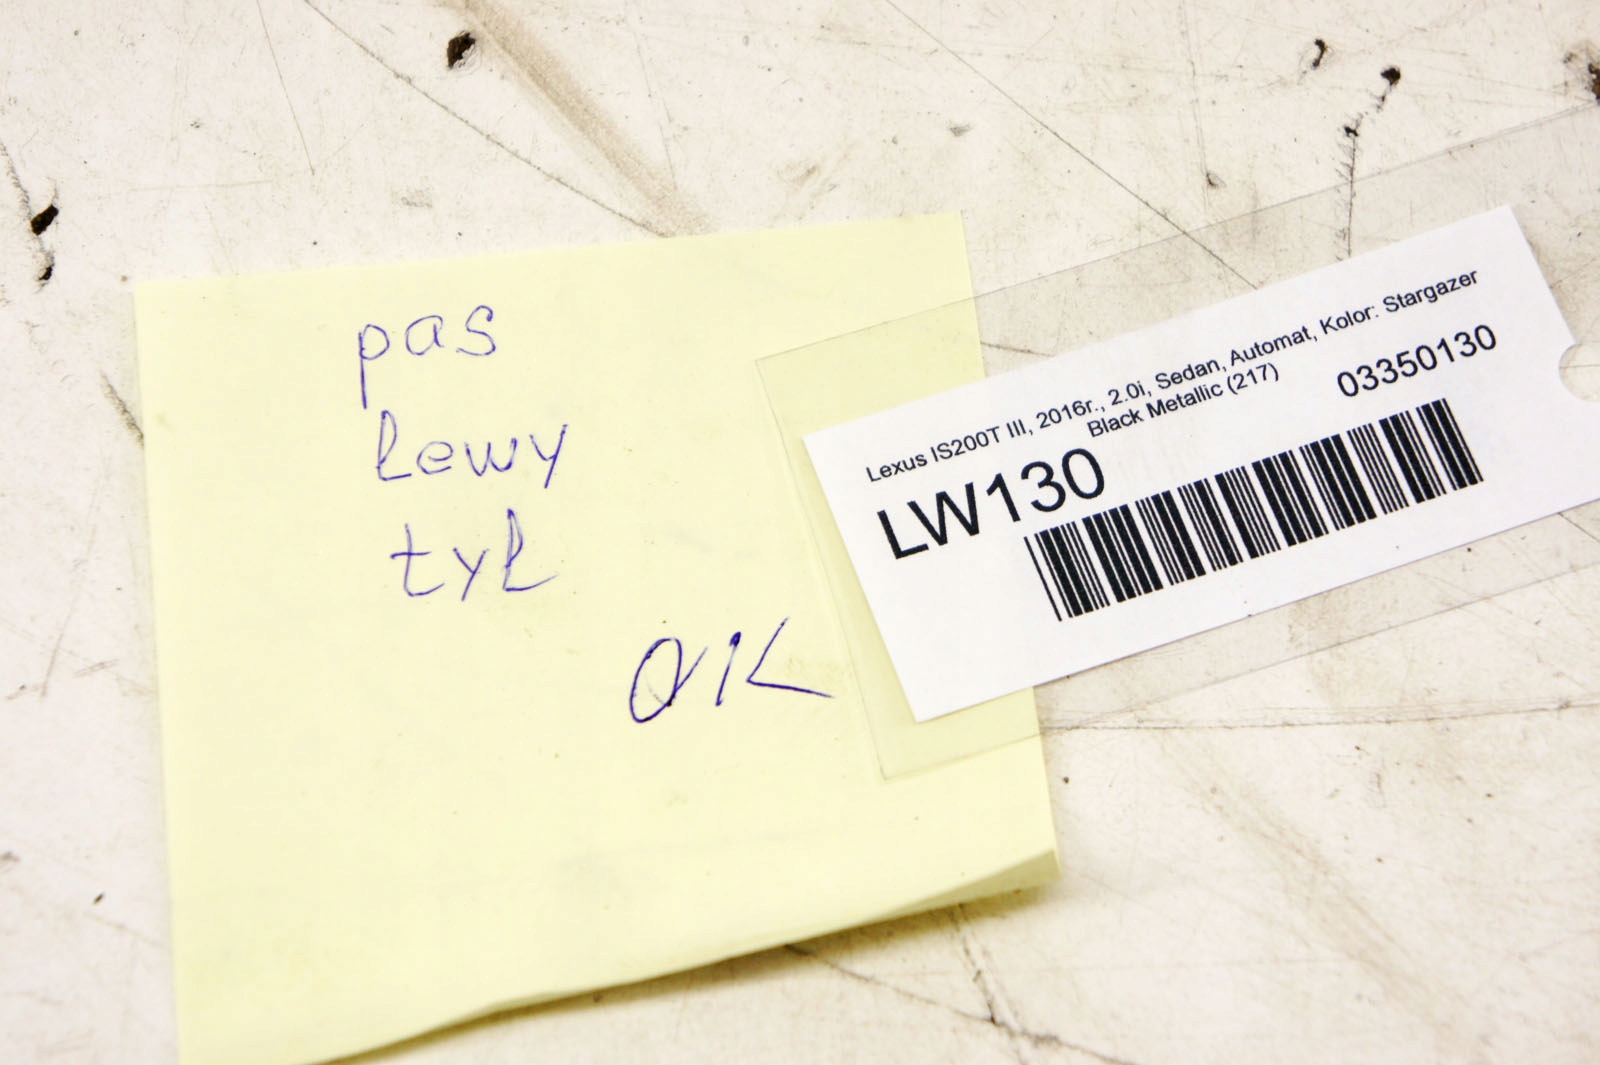 pas
lewy
tył
OK
Lexus IS200T III, 2016r., 2.0i, Sedan, Automat, Kolor: Stargazer
Black Metallic (217)
03350130
LW130